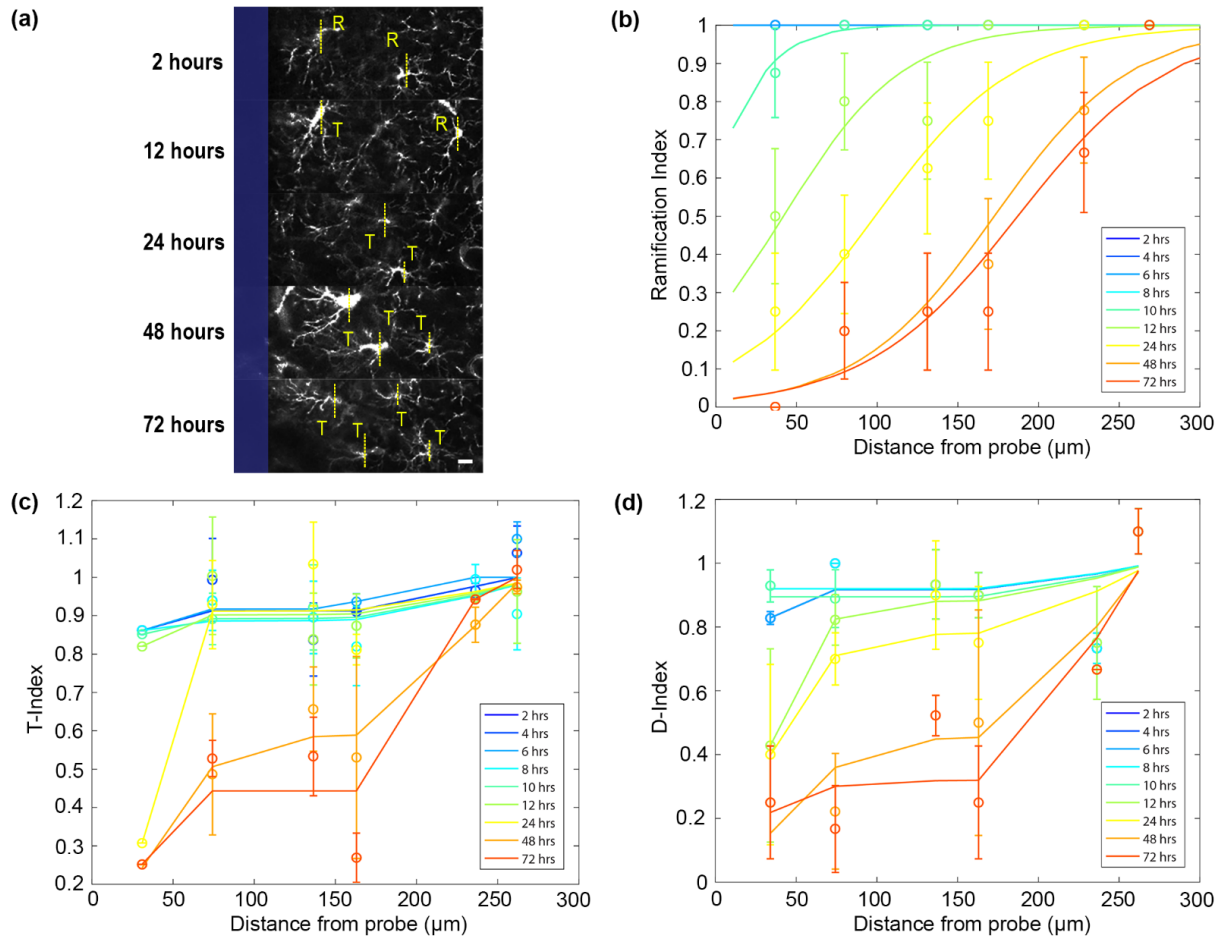 (a)
2 hours
12 hours
24 hours
48 hours
72 hours
R
R
T
R
T
T
T
T
T
T
T
T
T
(b)
Ramification Index
1
0.9
0.8
0.7
0.6
0.5
0.4
0.3
0.2
0.1
0
0 50 100 150 200 250 300
Distance from probe (μm)
2 hrs
4 hrs
6 hrs
8 hrs
10 hrs
12 hrs
24 hrs
48 hrs
72 hrs
(c)
T-Index
1.2
1.1
1
0.9
0.8
0.7
0.6
0.5
0.4
0.3
0.2
0 50 100 150 200 250 300
Distance from probe (μm)
2 hrs
4 hrs
6 hrs
8 hrs
10 hrs
12 hrs
24 hrs
48 hrs
72 hrs
(d)
D-Index
1.2
1
0.8
0.6
0.4
0.2
0
0 50 100 150 200 250 300
Distance from probe (μm)
2 hrs
4 hrs
6 hrs
8 hrs
10 hrs
12 hrs
24 hrs
48 hrs
72 hrs